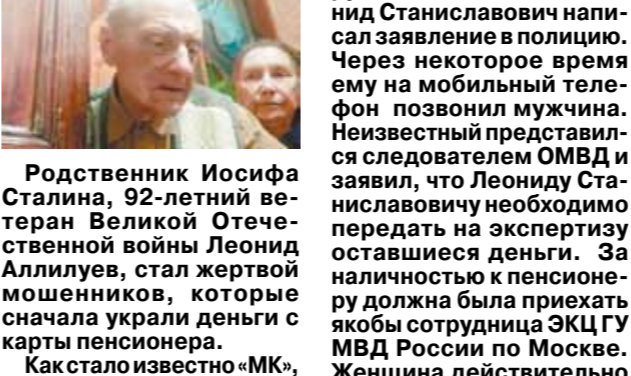 Родственник Иосифа
Сталина, 92-летний ве-
теран Великой Отече-
ственной войны Леонид
Аллилуев, стал жертвой
мошенников, которые
сначала украли деньги с
карты пенсионера.
Как стало известно «МК»,
нид Станиславович напи-
сал заявление в полицию.
Через некоторое время
ему на мобильный теле-
фон позвонил мужчина.
Неизвестный представил-
ся следователем ОМВД и
заявил, что Леониду Ста-
ниславовичу необходимо
передать на экспертизу
оставшиеся деньги. За
наличностью к пенсионе-
ру должна была приехать
якобы сотрудница ЭКЦ ГУ
МВД России по Москве.
Женщина действительно